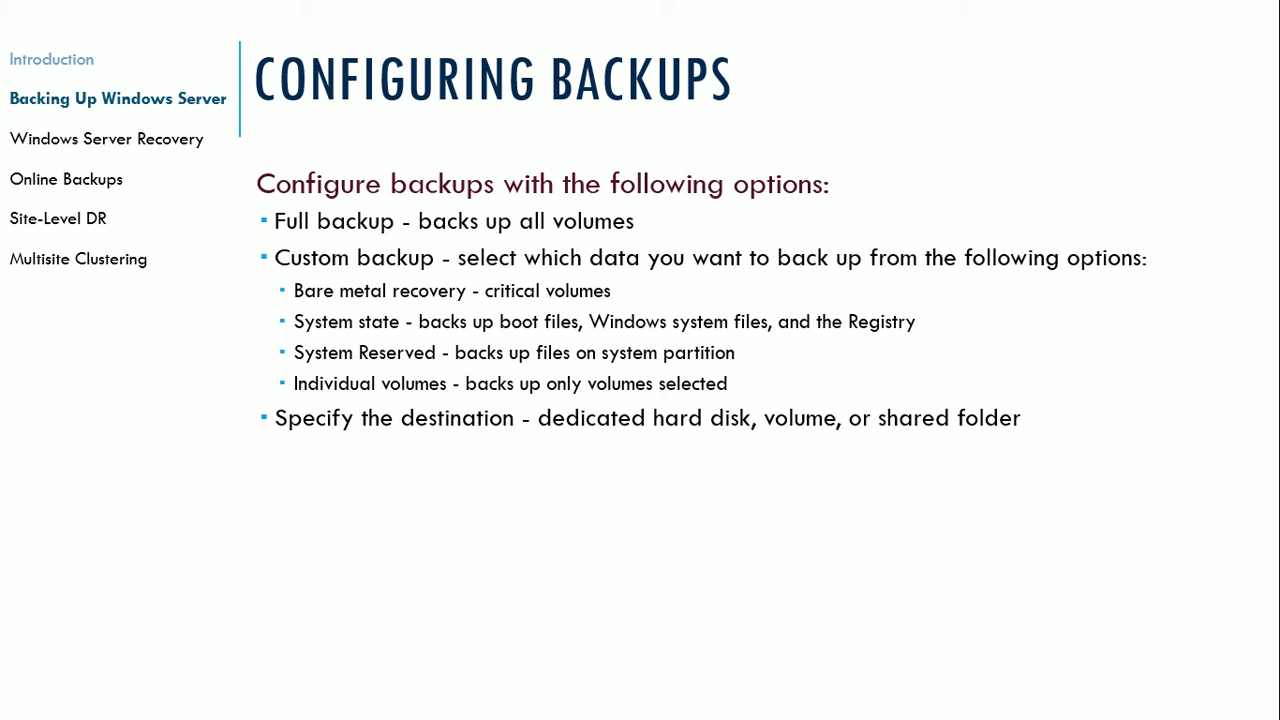 Introduction
Backing Up Windows Server
Windows Server Recovery
Online Backups
Site-Level DR
Multisite Clustering
CONFIGURING BACKUPS
Configure backups with the following options:
▪ Full backup - backs up all volumes
▪ Custom backup - select which data you want to back up from the following options:
▪ Bare metal recovery - critical volumes
▪ System state - backs up boot files, Windows system files, and the Registry
▪ System Reserved - backs up files on system partition
▪ Individual volumes - backs up only volumes selected
▪ Specify the destination - dedicated hard disk, volume, or shared folder